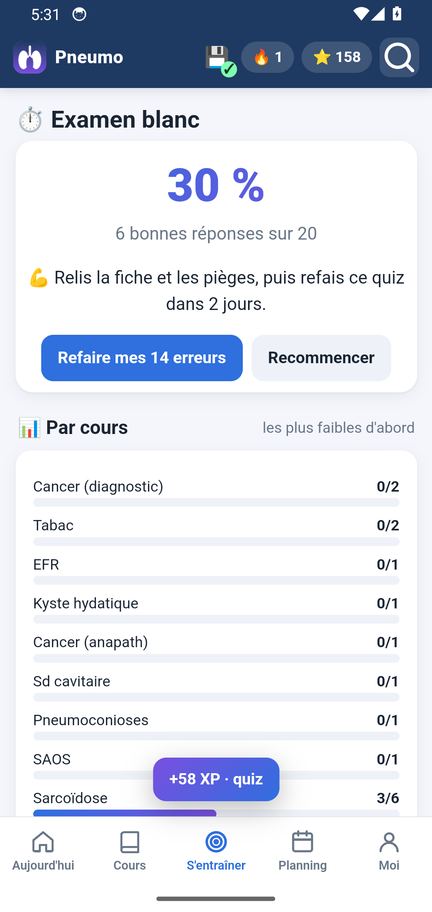 5:31
Pneumo
1
158
Examen blanc
30 %
6 bonnes réponses sur 20
Relis la fiche et les pièges, puis refais ce quiz
dans 2 jours.
Refaire mes 14 erreurs
Recommencer
Par cours
les plus faibles d'abord
Cancer (diagnostic) 0/2
Tabac 0/2
EFR 0/1
Kyste hydatique 0/1
Cancer (anapath) 0/1
Sd cavitaire 0/1
Pneumoconioses 0/1
SAOS 0/1
+58 XP · quiz
Sarcoïdose 3/6
Aujourd'hui
Cours
S'entraîner
Planning
Moi